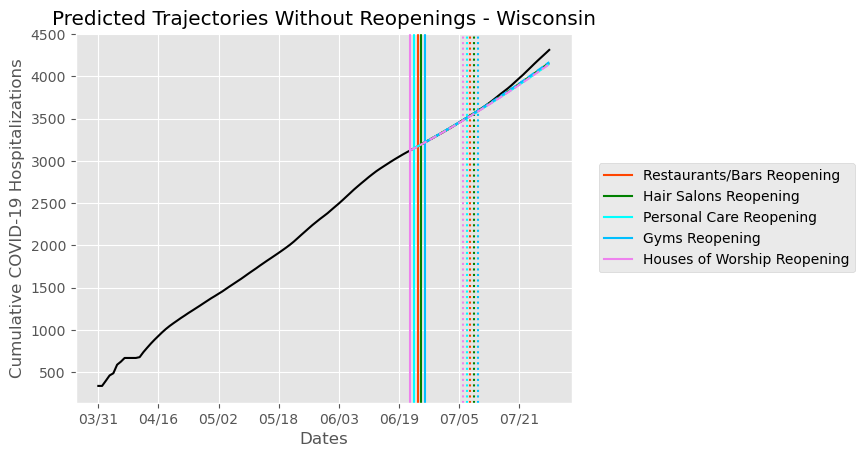 Predicted Trajectories Without Reopenings - Wisconsin
Cumulative COVID-19 Hospitalizations
4500
4000
3500
3000
2500
2000
1500
1000
500
03/31 04/16 05/02 05/18 06/03 06/19 07/05 07/21
Dates
Restaurants/Bars Reopening
Hair Salons Reopening
Personal Care Reopening
Gyms Reopening
Houses of Worship Reopening